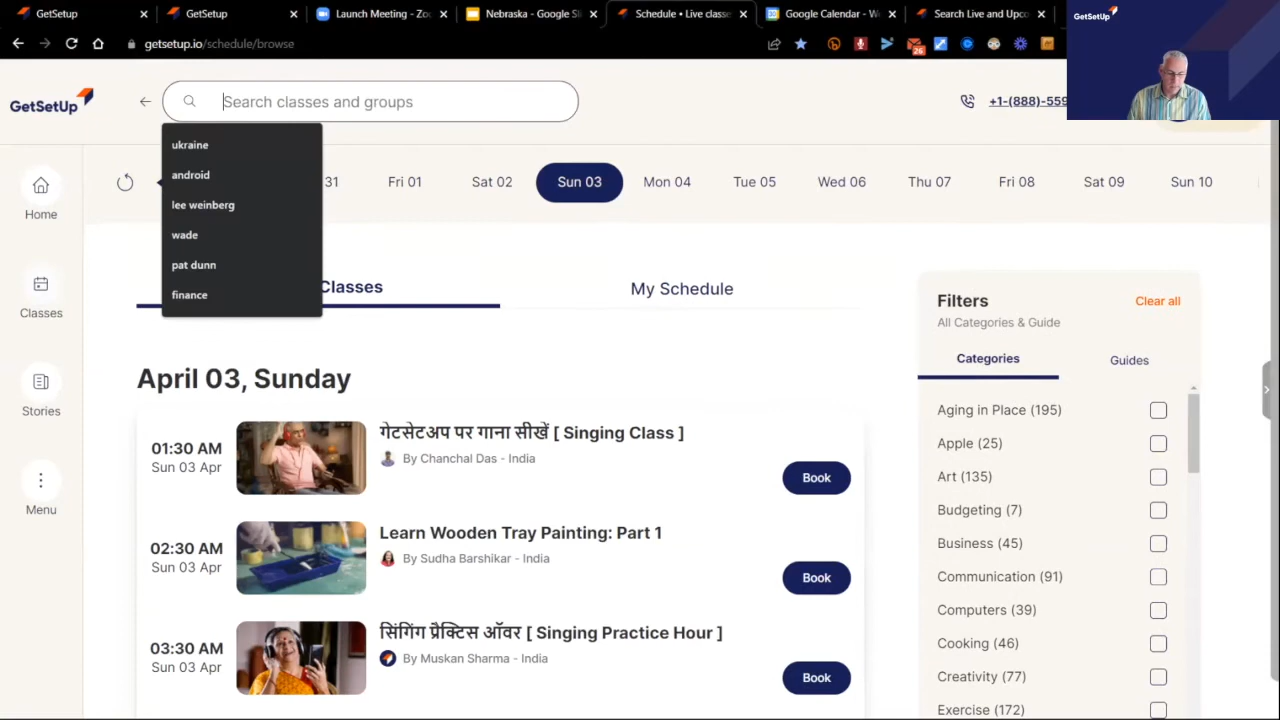 GetSetUp
GetSetUp
Launch Meeting - Zo
Nebraska - Google Sl
Schedule • Live classe
Google Calendar - W
Search Live and Upco
getsetup.io/schedule/browse
26
GetSetUp
GetSetUp
Search classes and groups
+1-(888)-559
ukraine
android
lee weinberg
wade
pat dunn
finance
31
Fri 01
Sat 02
Sun 03
Mon 04
Tue 05
Wed 06
Thu 07
Fri 08
Sat 09
Sun 10
Home
Classes
Stories
Menu
Classes
My Schedule
April 03, Sunday
01:30 AM
Sun 03 Apr
गेटसेटअप पर गाना सीखें [ Singing Class ]
By Chanchal Das - India
Book
02:30 AM
Sun 03 Apr
Learn Wooden Tray Painting: Part 1
By Sudha Barshikar - India
Book
03:30 AM
Sun 03 Apr
सिंगिंग प्रैक्टिस ऑवर [ Singing Practice Hour ]
By Muskan Sharma - India
Book
Filters
Clear all
All Categories & Guide
Categories
Guides
Aging in Place (195)
Apple (25)
Art (135)
Budgeting (7)
Business (45)
Communication (91)
Computers (39)
Cooking (46)
Creativity (77)
Exercise (172)